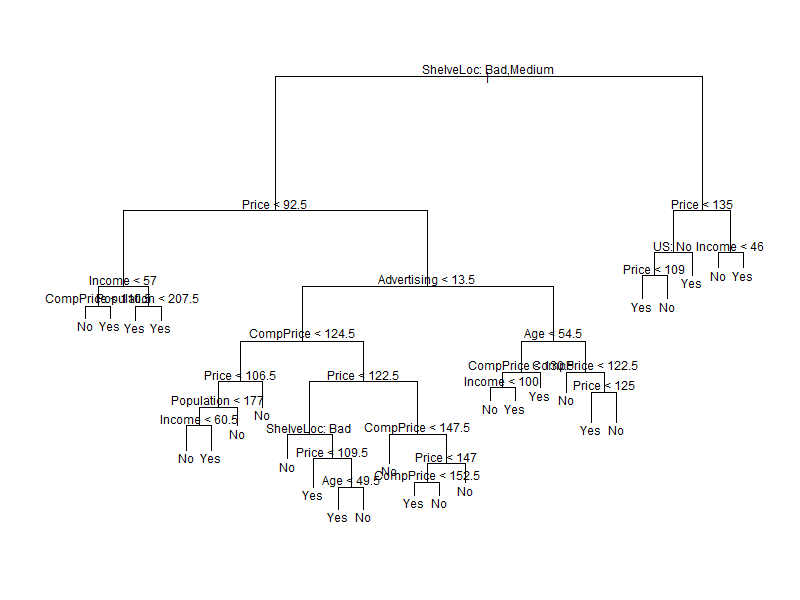 ShelveLoc: Bad,Medium
Price < 92.5
Price < 135
US: No
Income < 46
Price < 109
Yes
No
Yes
No
Yes
Income < 57
CompPrice < 110.5
Population < 207.5
No
Yes
Yes
Yes
Advertising < 13.5
CompPrice < 124.5
Age < 54.5
Price < 106.5
Price < 122.5
CompPrice < 130.5
CompPrice < 122.5
Income < 100
Price < 125
No
Yes
Yes
No
Yes
No
Population < 177
No
Income < 60.5
No
No
Yes
ShelveLoc: Bad
CompPrice < 147.5
Price < 109.5
Price < 147
No
No
Age < 49.5
CompPrice < 152.5
No
Yes
Yes
No
Yes
No